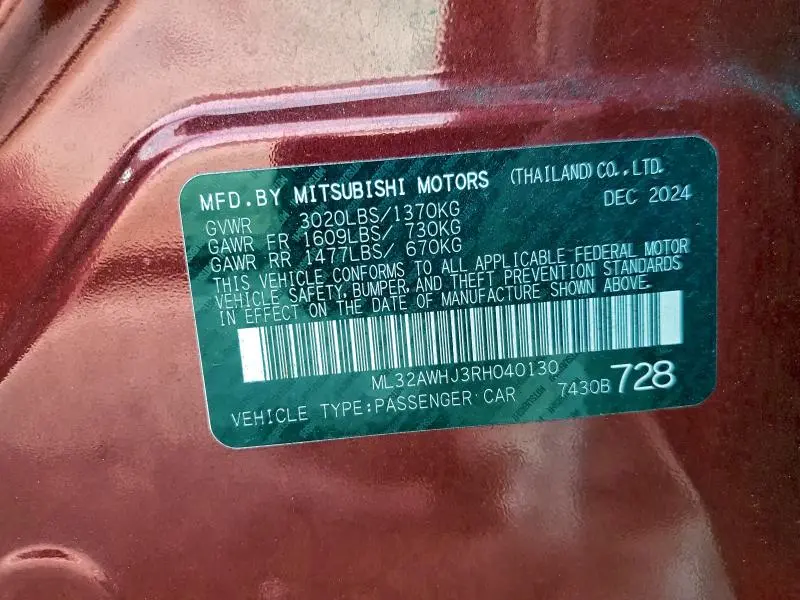 MFD.BY MITSUBISHI MOTORS (THAILAND) CO.,LTD.
DEC 2024
GVWR 3020LBS/1370KG
GAWR FR 1609LBS/ 730KG
GAWR RR 1477LBS/ 670KG
THIS VEHICLE CONFORMS TO ALL APPLICABLE FEDERAL MOTOR
VEHICLE SAFETY, BUMPER, AND THEFT PREVENTION STANDARDS
IN EFFECT ON THE DATE OF MANUFACTURE SHOWN ABOVE.
ML32AWHJ3RH040130
VEHICLE TYPE:PASSENGER CAR 7430B 728